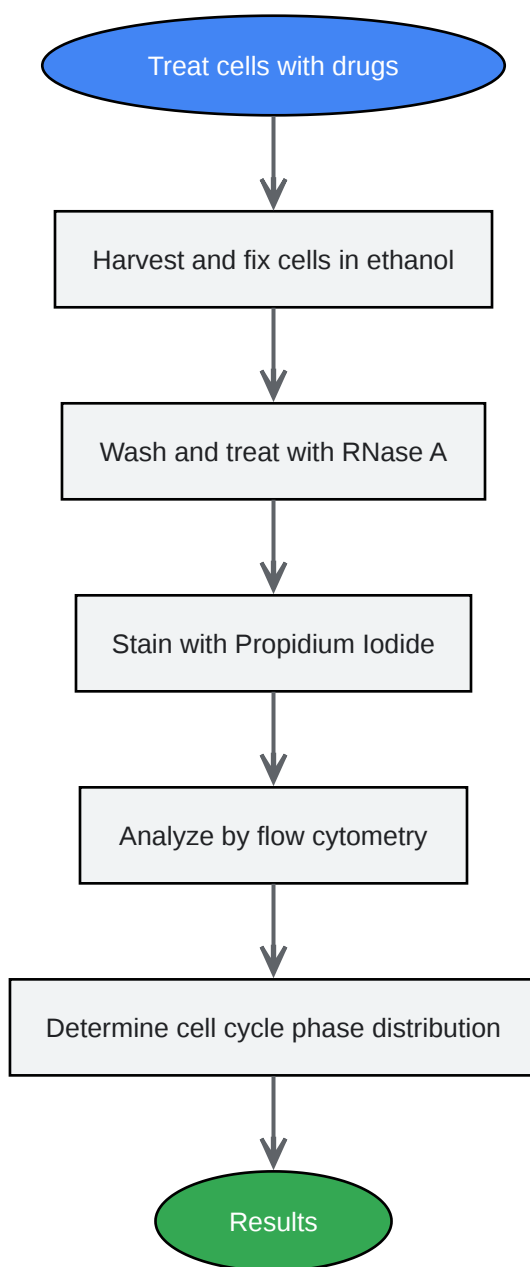 Treat cells with drugs
Harvest and fix cells in ethanol
Wash and treat with RNase A
Stain with Propidium Iodide
Analyze by flow cytometry
Determine cell cycle phase distribution
Results